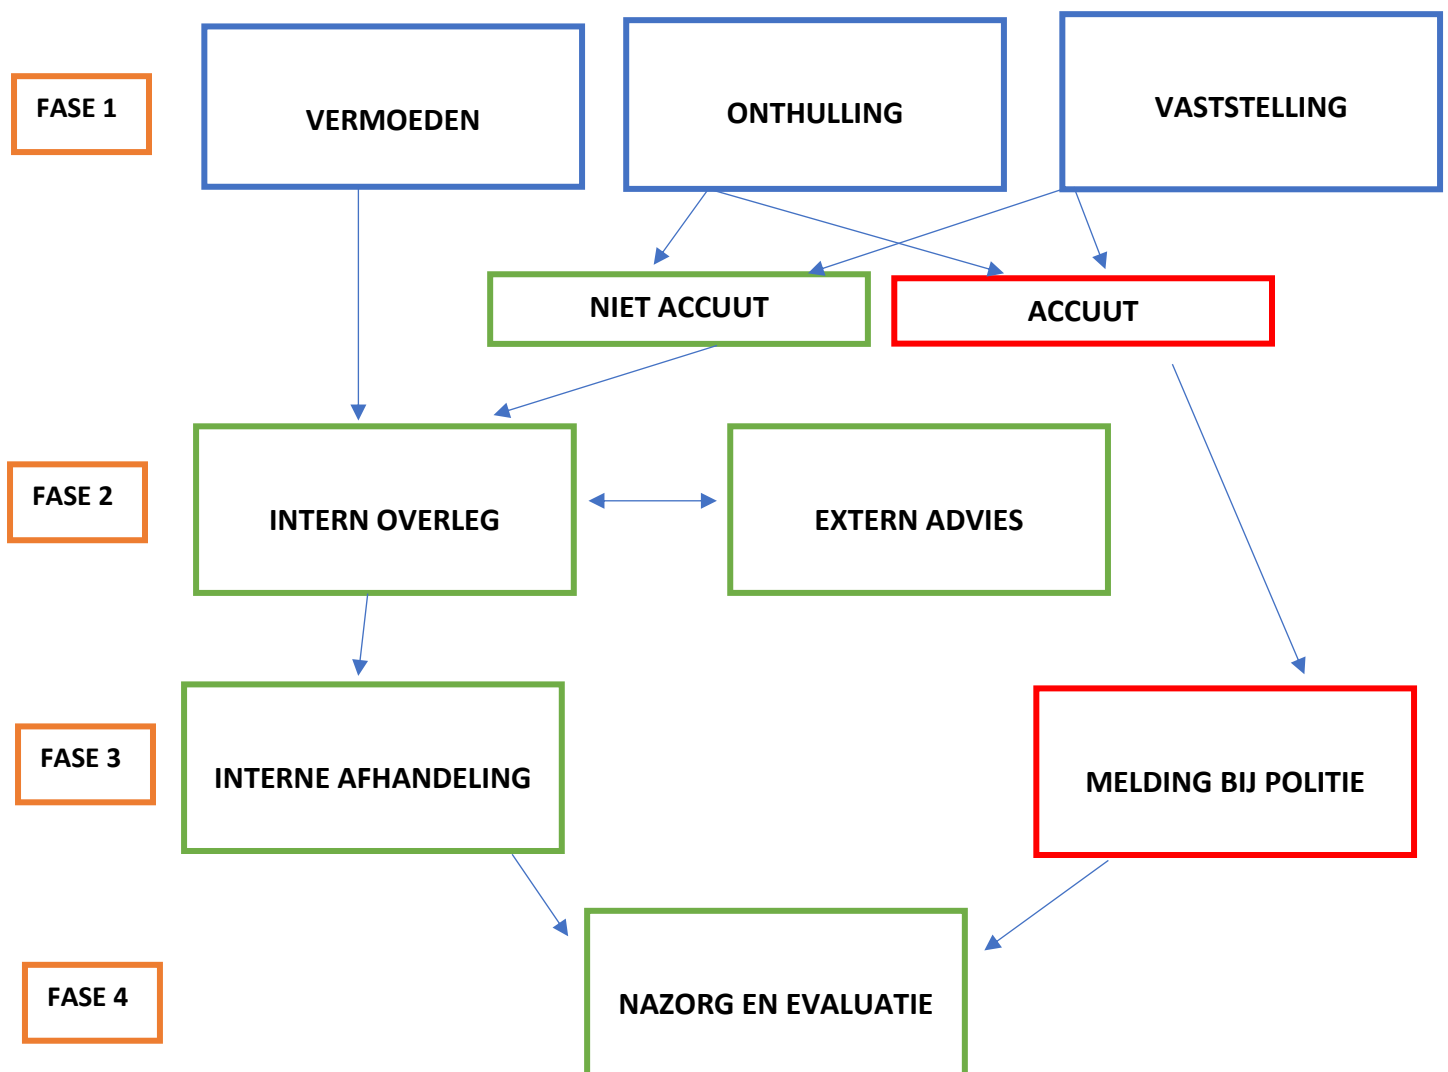 FASE 1
VERMOEDEN
ONTHULLING
VASTSTELLING
NIET ACCUUT
ACCUUT
FASE 2
INTERN OVERLEG
EXTERN ADVIES
FASE 3
INTERNE AFHANDELING
MELDING BIJ POLITIE
FASE 4
NAZORG EN EVALUATIE